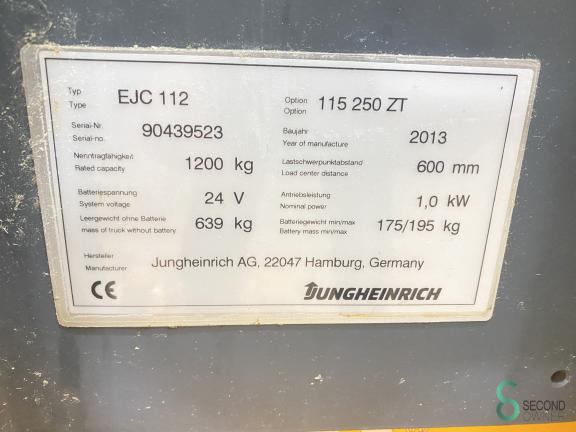 Typ
Type
EJC 112
Option
Option
115 250 ZT
Serial-Nr.
Serial-no.
90439523
Baujahr
Year of manufacture
2013
Nenntragfähigkeit
Rated capacity
1200 kg
Lastschwerpunktabstand
Load center distance
600 mm
Batteriespannung
System voltage
24 V
Antriebsleistung
Nominal power
1,0 kW
Leergewicht ohne Batterie
mass of truck without battery
639 kg
Batteriegewicht min/max
Battery mass min/max
175/195 kg
Hersteller
Manufacturer
Jungheinrich AG, 22047 Hamburg, Germany
CE
JUNGHEINRICH
SECOND
OWNER